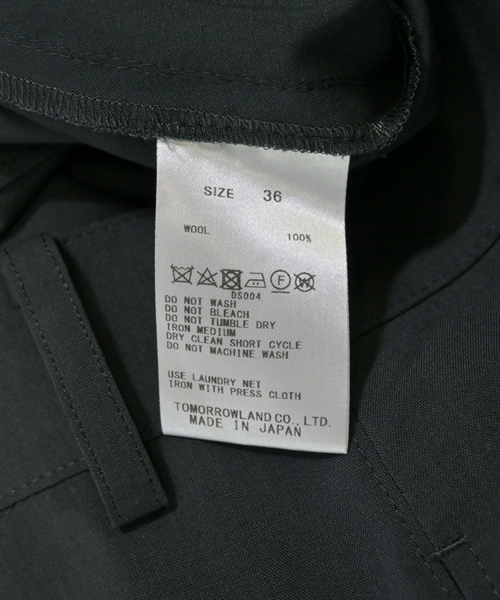 SIZE 36
WOOL 100%
F W
DS004
DO NOT WASH
DO NOT BLEACH
DO NOT TUMBLE DRY
IRON MEDIUM
DRY CLEAN SHORT CYCLE
DO NOT MACHINE WASH
USE LAUNDRY NET
IRON WITH PRESS CLOTH
TOMORROWLAND CO., LTD.
MADE IN JAPAN